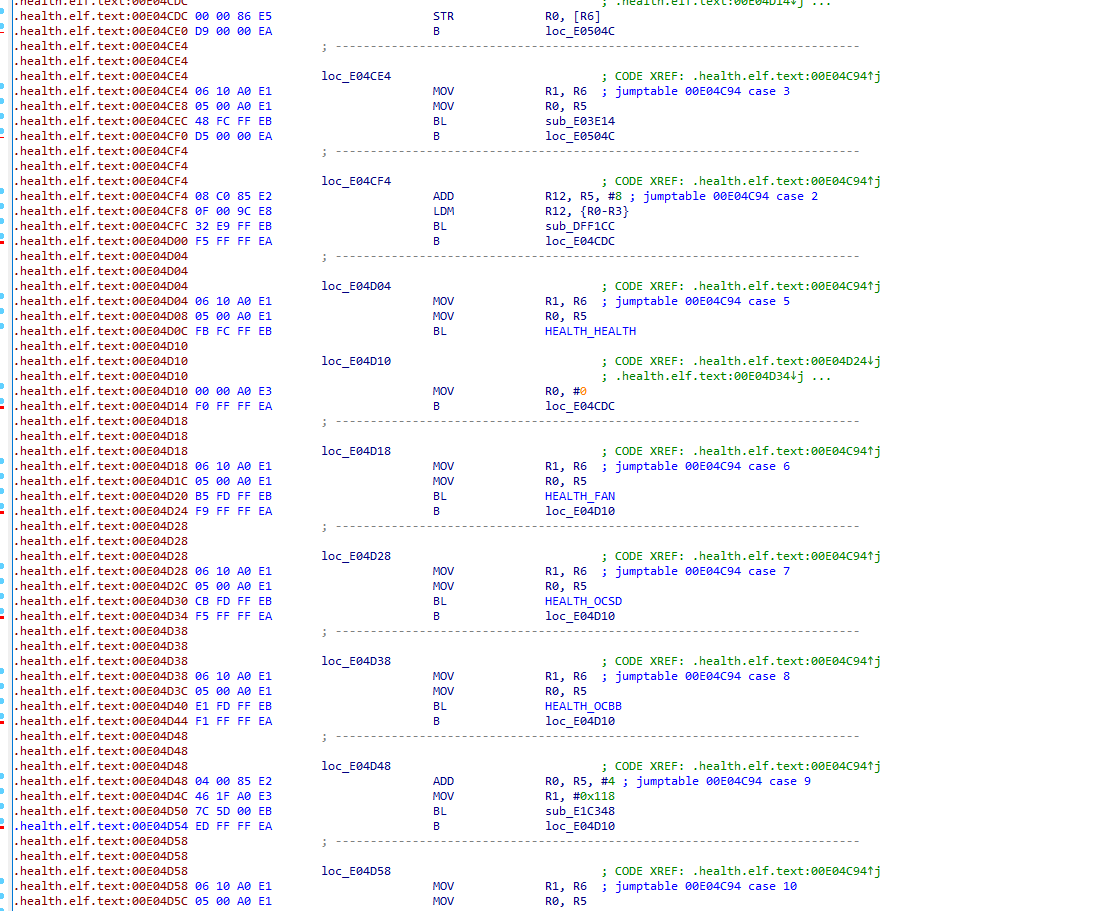 .health.elf.text:00E04CDC ; .health.elf.text:00E04D14↓j ...
.health.elf.text:00E04CDC 00 00 86 E5 STR R0, [R6]
.health.elf.text:00E04CE0 D9 00 00 EA B loc_E0504C
.health.elf.text:00E04CE4 ; ---------------------------------------------------------------------------
.health.elf.text:00E04CE4
.health.elf.text:00E04CE4 loc_E04CE4 ; CODE XREF: .health.elf.text:00E04C94↑j
.health.elf.text:00E04CE4 06 10 A0 E1 MOV R1, R6 ; jumptable 00E04C94 case 3
.health.elf.text:00E04CE8 05 00 A0 E1 MOV R0, R5
.health.elf.text:00E04CEC 48 FC FF EB BL sub_E03E14
.health.elf.text:00E04CF0 D5 00 00 EA B loc_E0504C
.health.elf.text:00E04CF4 ; ---------------------------------------------------------------------------
.health.elf.text:00E04CF4
.health.elf.text:00E04CF4 loc_E04CF4 ; CODE XREF: .health.elf.text:00E04C94↑j
.health.elf.text:00E04CF4 08 C0 85 E2 ADD R12, R5, #8 ; jumptable 00E04C94 case 2
.health.elf.text:00E04CF8 0F 00 9C E8 LDM R12, {R0-R3}
.health.elf.text:00E04CFC 32 E9 FF EB BL sub_DFF1CC
.health.elf.text:00E04D00 F5 FF FF EA B loc_E04CDC
.health.elf.text:00E04D04 ; ---------------------------------------------------------------------------
.health.elf.text:00E04D04
.health.elf.text:00E04D04 loc_E04D04 ; CODE XREF: .health.elf.text:00E04C94↑j
.health.elf.text:00E04D04 06 10 A0 E1 MOV R1, R6 ; jumptable 00E04C94 case 5
.health.elf.text:00E04D08 05 00 A0 E1 MOV R0, R5
.health.elf.text:00E04D0C FB FC FF EB BL HEALTH_HEALTH
.health.elf.text:00E04D10
.health.elf.text:00E04D10 loc_E04D10 ; CODE XREF: .health.elf.text:00E04D24↓j
.health.elf.text:00E04D10 ; .health.elf.text:00E04D34↓j ...
.health.elf.text:00E04D10 00 00 A0 E3 MOV R0, #0
.health.elf.text:00E04D14 F0 FF FF EA B loc_E04CDC
.health.elf.text:00E04D18 ; ---------------------------------------------------------------------------
.health.elf.text:00E04D18
.health.elf.text:00E04D18 loc_E04D18 ; CODE XREF: .health.elf.text:00E04C94↑j
.health.elf.text:00E04D18 06 10 A0 E1 MOV R1, R6 ; jumptable 00E04C94 case 6
.health.elf.text:00E04D1C 05 00 A0 E1 MOV R0, R5
.health.elf.text:00E04D20 B5 FD FF EB BL HEALTH_FAN
.health.elf.text:00E04D24 F9 FF FF EA B loc_E04D10
.health.elf.text:00E04D28 ; ---------------------------------------------------------------------------
.health.elf.text:00E04D28
.health.elf.text:00E04D28 loc_E04D28 ; CODE XREF: .health.elf.text:00E04C94↑j
.health.elf.text:00E04D28 06 10 A0 E1 MOV R1, R6 ; jumptable 00E04C94 case 7
.health.elf.text:00E04D2C 05 00 A0 E1 MOV R0, R5
.health.elf.text:00E04D30 CB FD FF EB BL HEALTH_OCSD
.health.elf.text:00E04D34 F5 FF FF EA B loc_E04D10
.health.elf.text:00E04D38 ; ---------------------------------------------------------------------------
.health.elf.text:00E04D38
.health.elf.text:00E04D38 loc_E04D38 ; CODE XREF: .health.elf.text:00E04C94↑j
.health.elf.text:00E04D38 06 10 A0 E1 MOV R1, R6 ; jumptable 00E04C94 case 8
.health.elf.text:00E04D3C 05 00 A0 E1 MOV R0, R5
.health.elf.text:00E04D40 E1 FD FF EB BL HEALTH_OCBB
.health.elf.text:00E04D44 F1 FF FF EA B loc_E04D10
.health.elf.text:00E04D48 ; ---------------------------------------------------------------------------
.health.elf.text:00E04D48
.health.elf.text:00E04D48 loc_E04D48 ; CODE XREF: .health.elf.text:00E04C94↑j
.health.elf.text:00E04D48 04 00 85 E2 ADD R0, R5, #4 ; jumptable 00E04C94 case 9
.health.elf.text:00E04D4C 46 1F A0 E3 MOV R1, #0x118
.health.elf.text:00E04D50 7C 5D 00 EB BL sub_E1C348
.health.elf.text:00E04D54 ED FF FF EA B loc_E04D10
.health.elf.text:00E04D58 ; ---------------------------------------------------------------------------
.health.elf.text:00E04D58
.health.elf.text:00E04D58 loc_E04D58 ; CODE XREF: .health.elf.text:00E04C94↑j
.health.elf.text:00E04D58 06 10 A0 E1 MOV R1, R6 ; jumptable 00E04C94 case 10
.health.elf.text:00E04D5C 05 00 A0 E1 MOV R0, R5